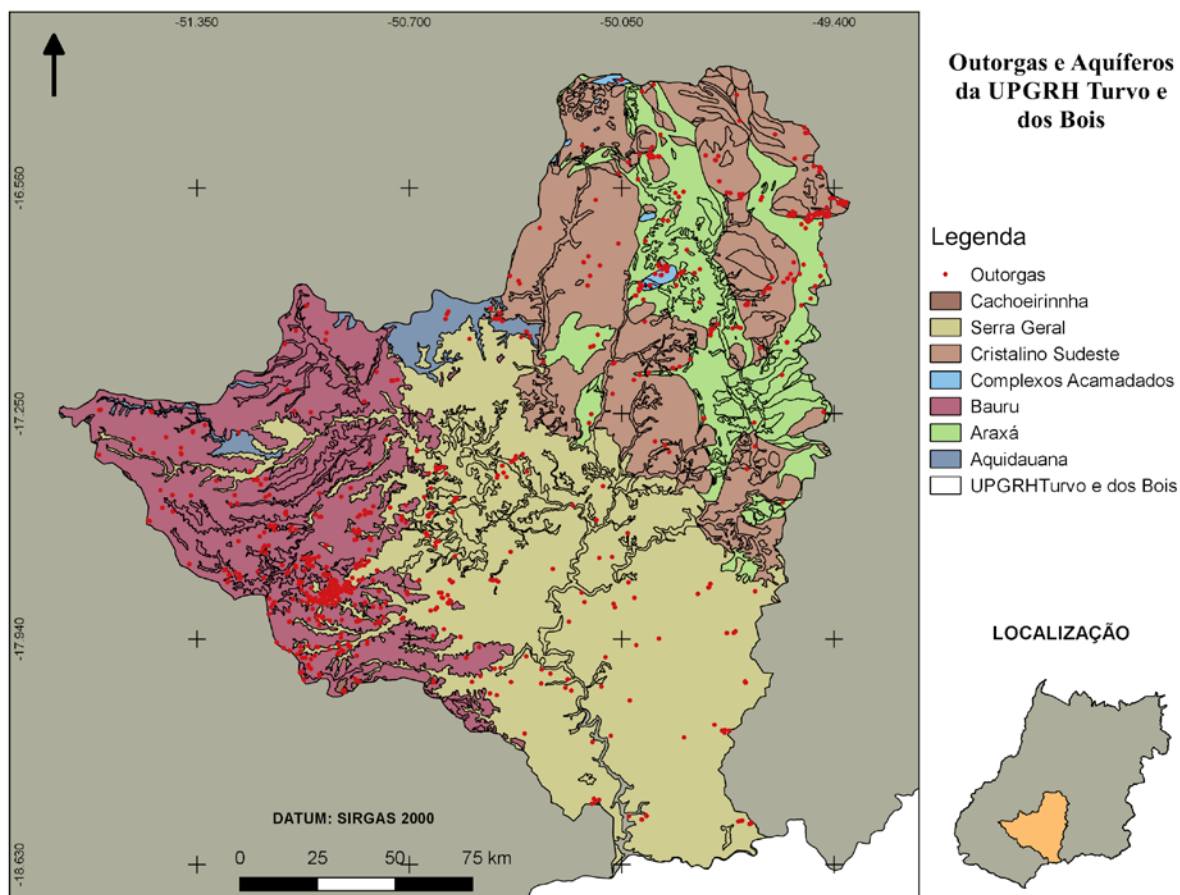 -51.350
-50.700
-50.050
-49.400
Outorgas e Aquíferos
da UPGRH Turvo e
dos Bois
-16.560
-17.250
-17.940
-18.630
Legenda
Outorgas
Cachoeirinnha
Serra Geral
Cristalino Sudeste
Complexos Acamadados
Bauru
Araxá
Aquidauana
UPGRHTurvo e dos Bois
LOCALIZAÇÃO
DATUM: SIRGAS 2000
0 25 50 75 km